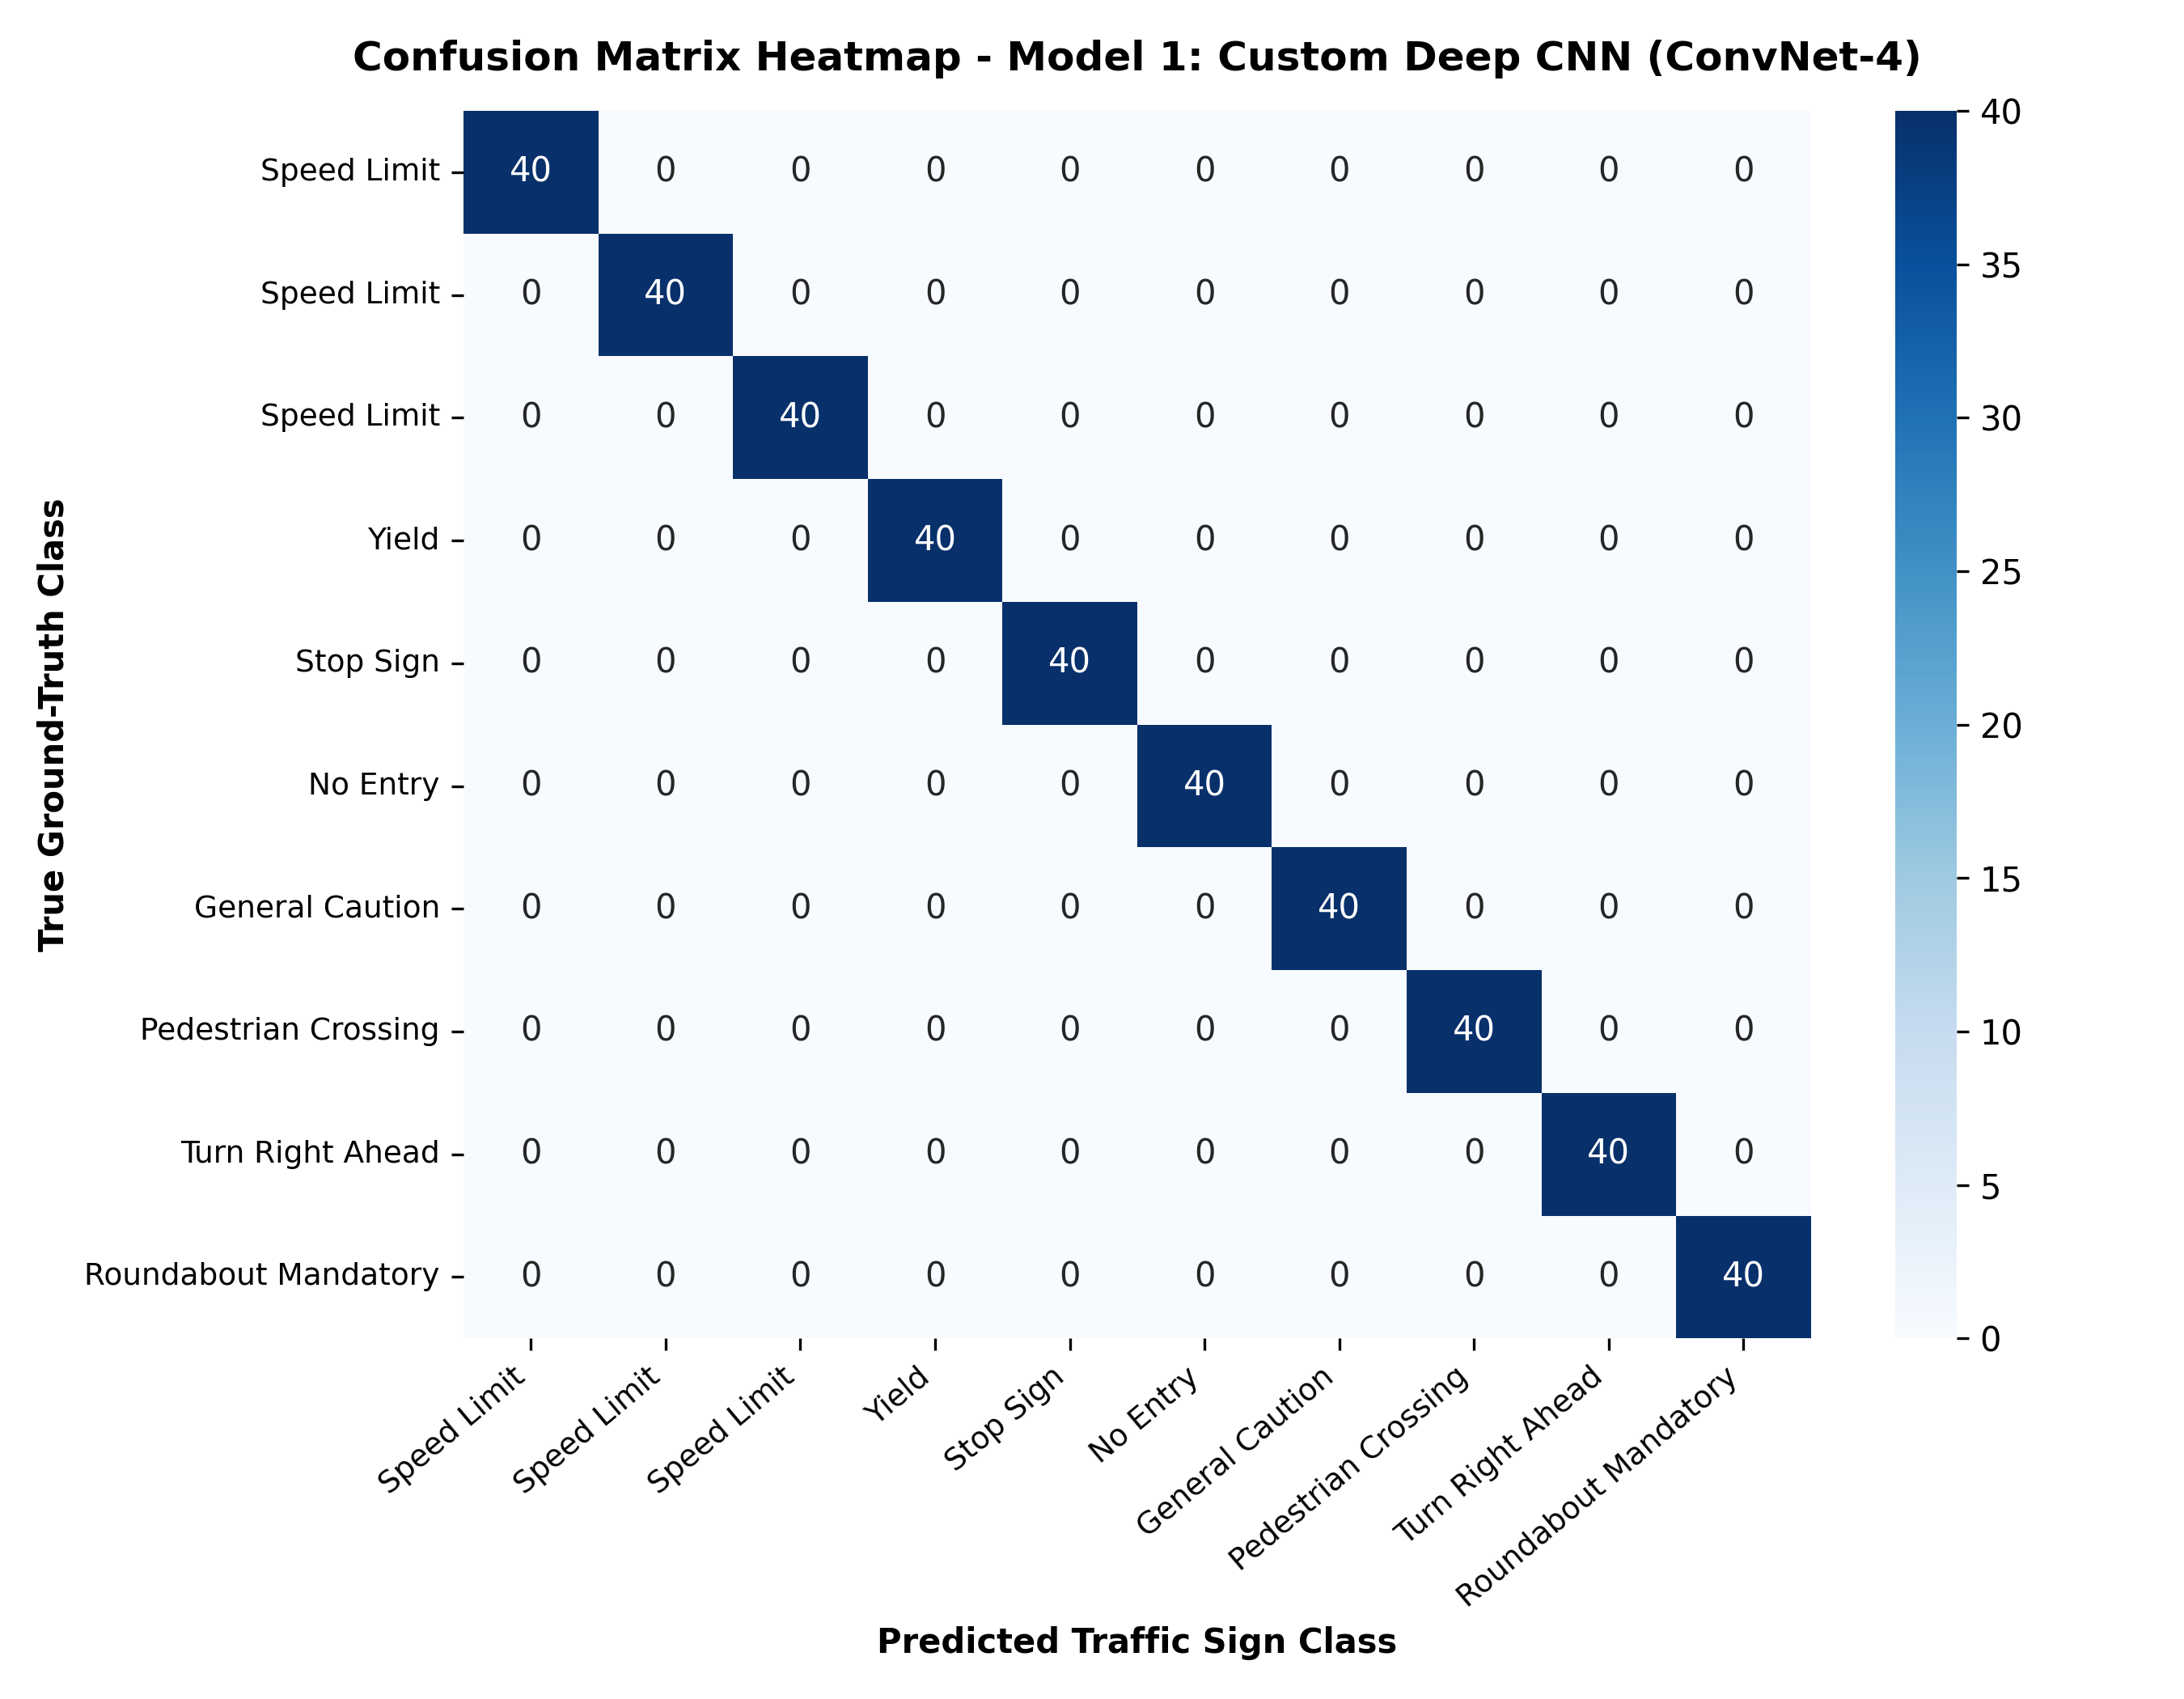 Confusion Matrix Heatmap - Model 1: Custom Deep CNN (ConvNet-4)
True Ground-Truth Class
Speed Limit 40 0 0 0 0 0 0 0 0 0
Speed Limit 0 40 0 0 0 0 0 0 0 0
Speed Limit 0 0 40 0 0 0 0 0 0 0
Yield 0 0 0 40 0 0 0 0 0 0
Stop Sign 0 0 0 0 40 0 0 0 0 0
No Entry 0 0 0 0 0 40 0 0 0 0
General Caution 0 0 0 0 0 0 40 0 0 0
Pedestrian Crossing 0 0 0 0 0 0 0 40 0 0
Turn Right Ahead 0 0 0 0 0 0 0 0 40 0
Roundabout Mandatory 0 0 0 0 0 0 0 0 0 40
Speed Limit
Speed Limit
Speed Limit
Yield
Stop Sign
No Entry
General Caution
Pedestrian Crossing
Turn Right Ahead
Roundabout Mandatory
Predicted Traffic Sign Class
40
35
30
25
20
15
10
5
0